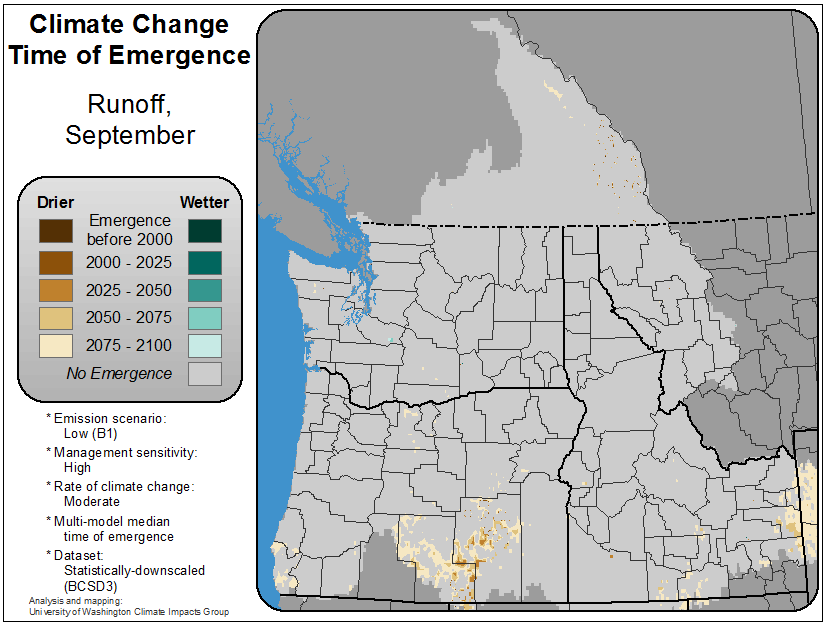 Climate Change
Time of Emergence
Runoff,
September
Drier Wetter
Emergence
before 2000
2000 - 2025
2025 - 2050
2050 - 2075
2075 - 2100
No Emergence
* Emission scenario:
Low (B1)
* Management sensitivity:
High
* Rate of climate change:
Moderate
* Multi-model median
time of emergence
* Dataset:
Statistically-downscaled
(BCSD3)
Analysis and mapping:
University of Washington Climate Impacts Group